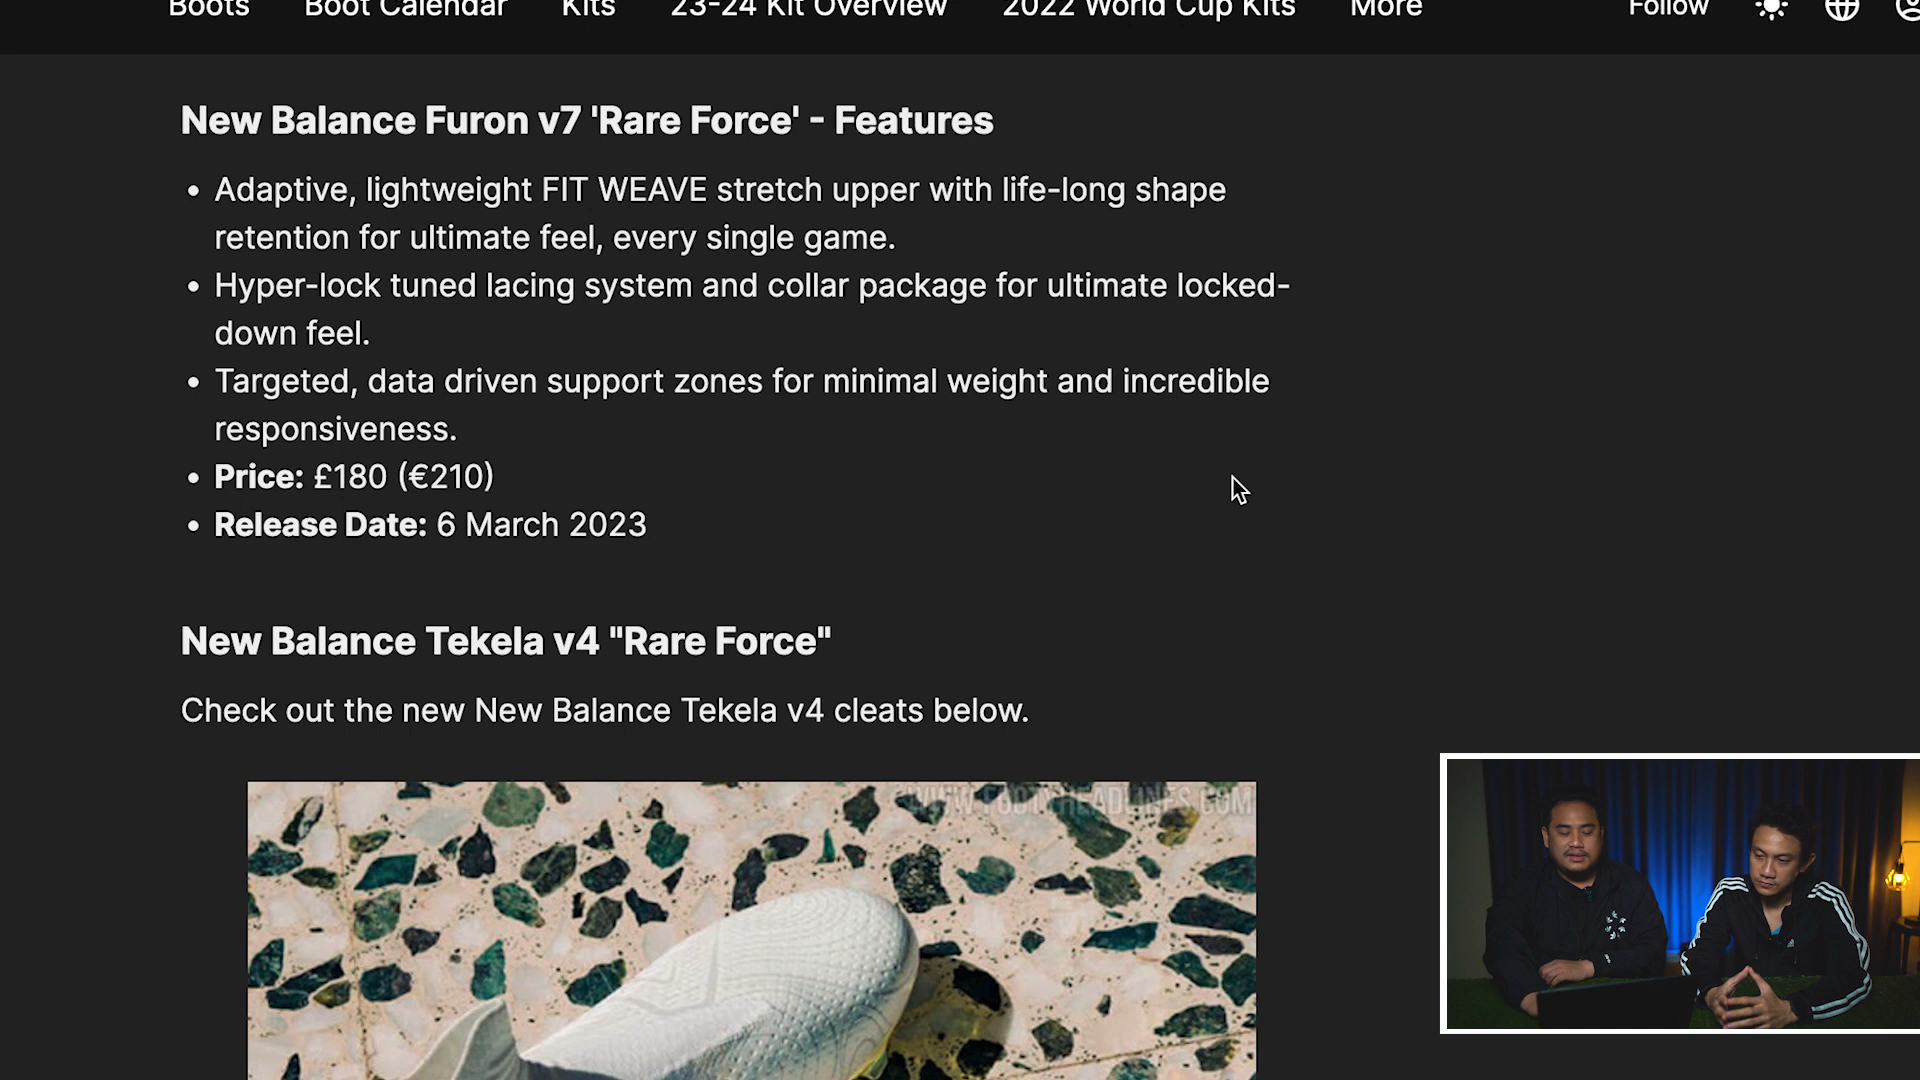 Boots Boot Calendar Kits 23-24 Kit Overview 2022 World Cup Kits More Follow
New Balance Furon v7 'Rare Force' - Features
• Adaptive, lightweight FIT WEAVE stretch upper with life-long shape
retention for ultimate feel, every single game.
• Hyper-lock tuned lacing system and collar package for ultimate locked-
down feel.
• Targeted, data driven support zones for minimal weight and incredible
responsiveness.
• Price: £180 (€210)
• Release Date: 6 March 2023
New Balance Tekela v4 "Rare Force"
Check out the new New Balance Tekela v4 cleats below.
WWW.FOOTYHEADLINES.COM